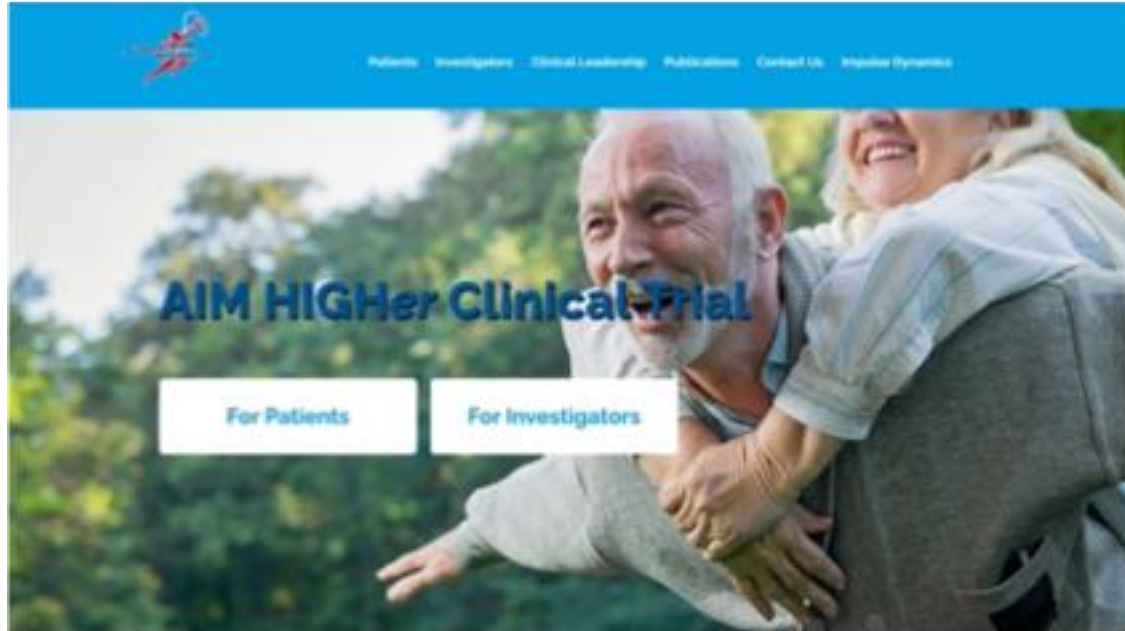 Patients Investigators Clinical Leadership Publications Contact Us Impulse Dynamics
AIM HIGHer Clinical Trial
For Patients For Investigators